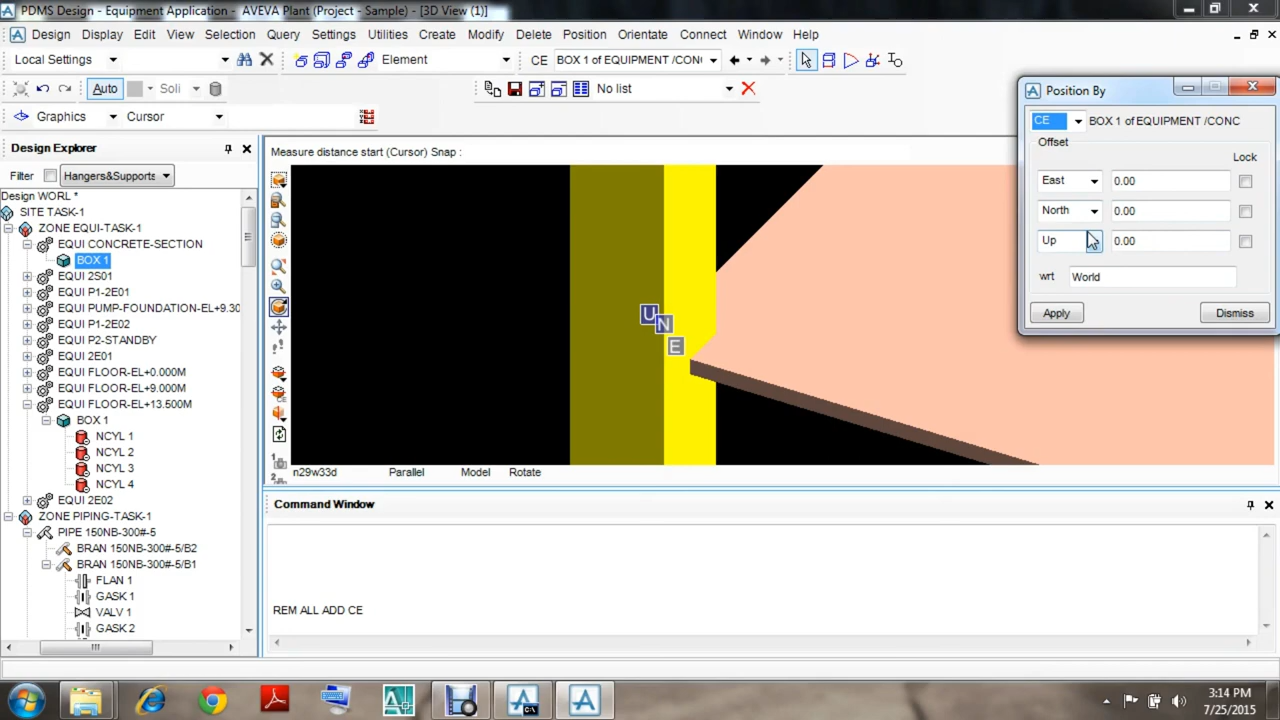 PDMS Design - Equipment Application - AVEVA Plant (Project - Sample) - [3D View (1)]
Design Display Edit View Selection Query Settings Utilities Create Modify Delete Position Orientate Connect Window Help
Local Settings Element CE BOX 1 of EQUIPMENT /CON
Auto Soli No list
Graphics Cursor
Position By
CE BOX 1 of EQUIPMENT /CONC
Offset
Lock
East 0.00
North 0.00
Up 0.00
wrt World
Apply Dismiss
Design Explorer
Filter Hangers&Supports
Design WORL *
SITE TASK-1
ZONE EQUI-TASK-1
EQUI CONCRETE-SECTION
BOX 1
EQUI 2S01
EQUI P1-2E01
EQUI PUMP-FOUNDATION-EL+9.30
EQUI P1-2E02
EQUI P2-STANDBY
EQUI 2E01
EQUI FLOOR-EL+0.000M
EQUI FLOOR-EL+9.000M
EQUI FLOOR-EL+13.500M
BOX 1
NCYL 1
NCYL 2
NCYL 3
NCYL 4
EQUI 2E02
ZONE PIPING-TASK-1
PIPE 150NB-300#-5
BRAN 150NB-300#-5/B2
BRAN 150NB-300#-5/B1
FLAN 1
GASK 1
VALV 1
GASK 2
Measure distance start (Cursor) Snap :
U
N
E
CE
1
2
n29w33d Parallel Model Rotate
Command Window
REM ALL ADD CE
3:14 PM
7/25/2015